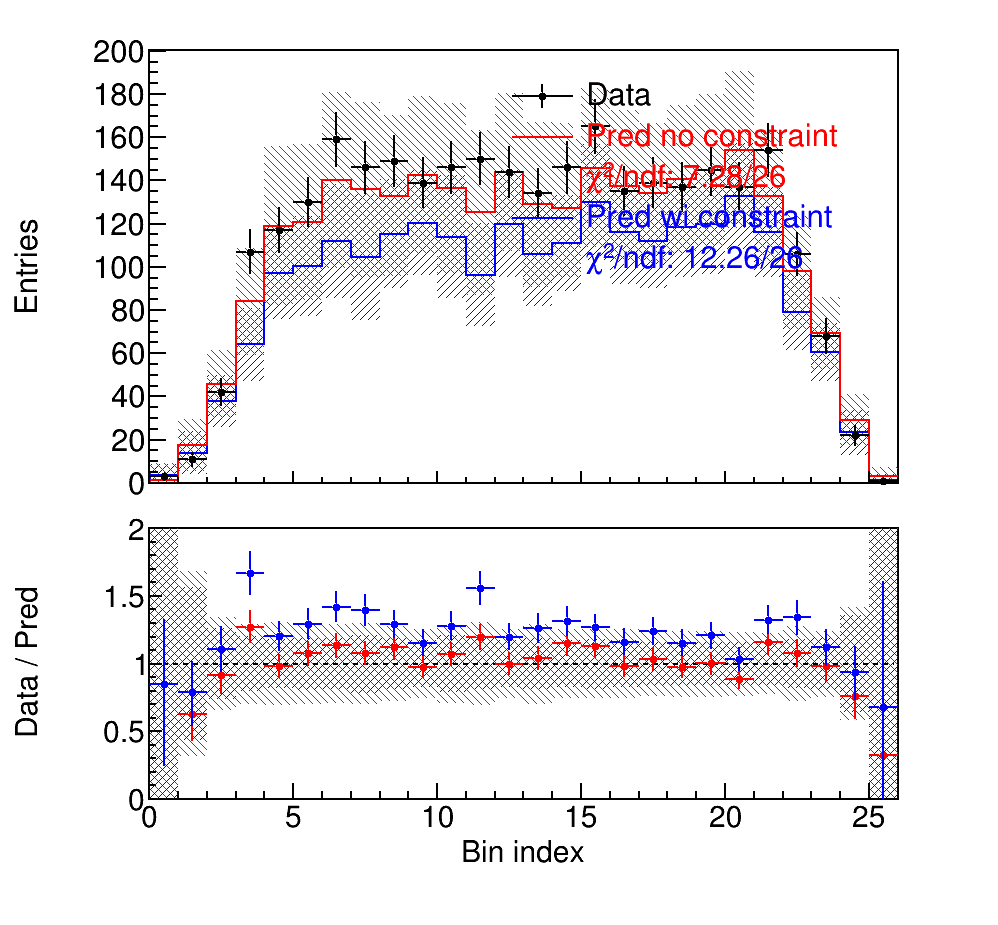 200
180
160
140
120
100
80
60
40
20
0
Entries
Data
Pred no constraint
χ²/ndf: 7.28/26
Pred wi constraint
χ²/ndf: 12.26/26
2
1.5
1
0.5
0
Data / Pred
0 5 10 15 20 25
Bin index